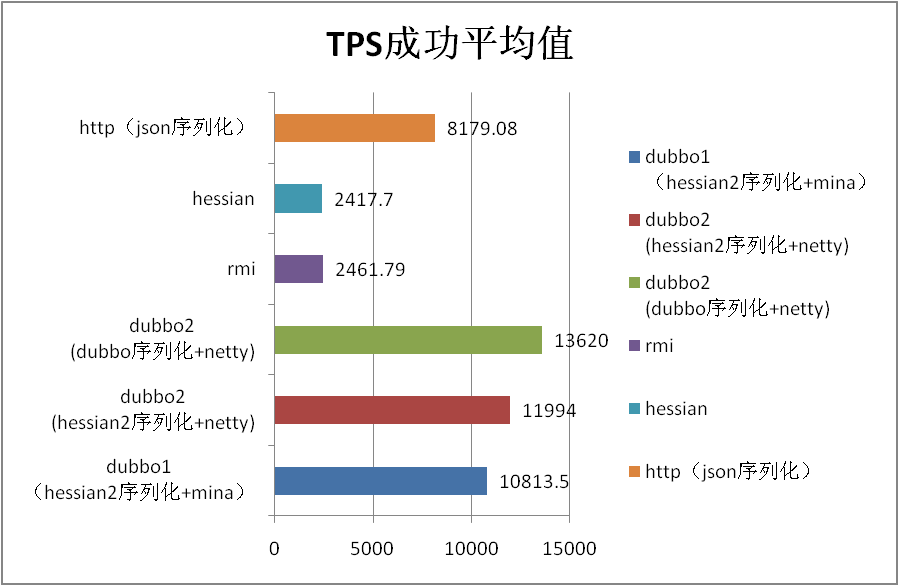 TPS成功平均值
http（json序列化）
8179.08
hessian
2417.7
rmi
2461.79
dubbo2
(dubbo序列化+netty)
13620
dubbo2
(hessian2序列化+netty)
11994
dubbo1
（hessian2序列化+mina）
10813.5
0 5000 10000 15000
dubbo1
（hessian2序列化+mina）
dubbo2
(hessian2序列化+netty)
dubbo2
(dubbo序列化+netty)
rmi
hessian
http（json序列化）